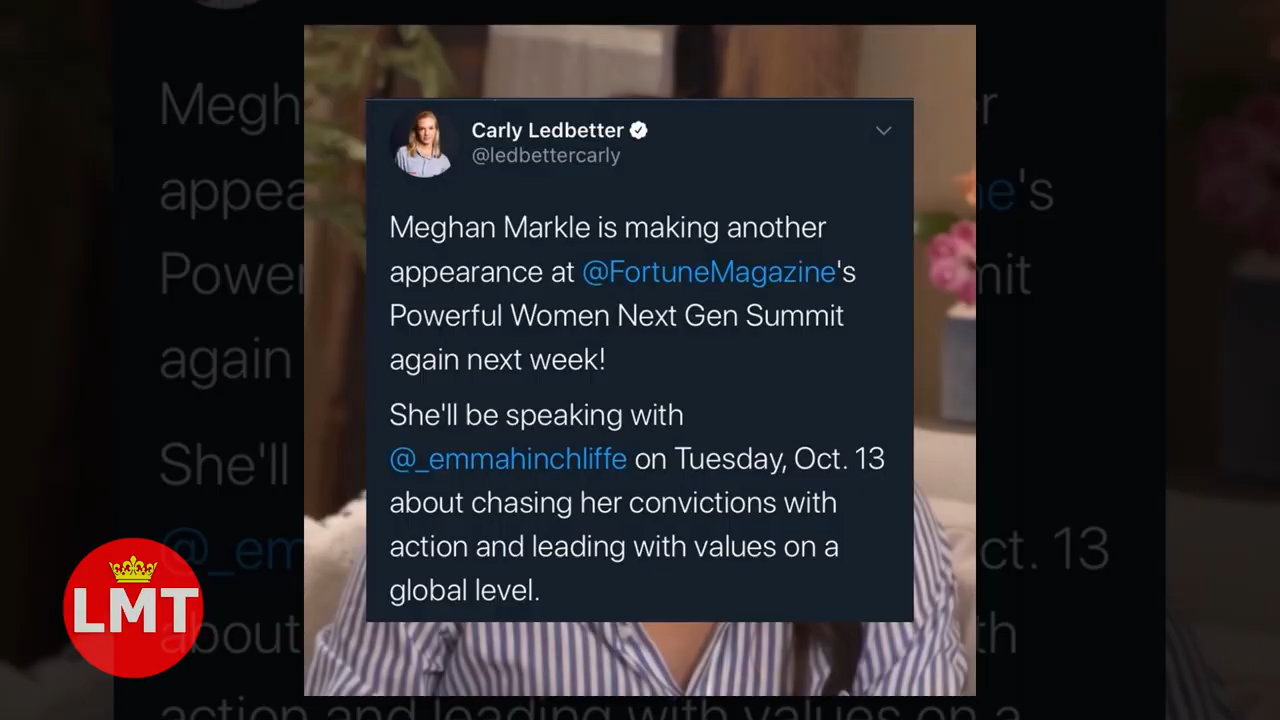 Carly Ledbetter
@ledbettercarly
Meghan Markle is making another
appearance at @FortuneMagazine's
Powerful Women Next Gen Summit
again next week!
She'll be speaking with
@_emmahinchliffe on Tuesday, Oct. 13
about chasing her convictions with
action and leading with values on a
global level.
LMT